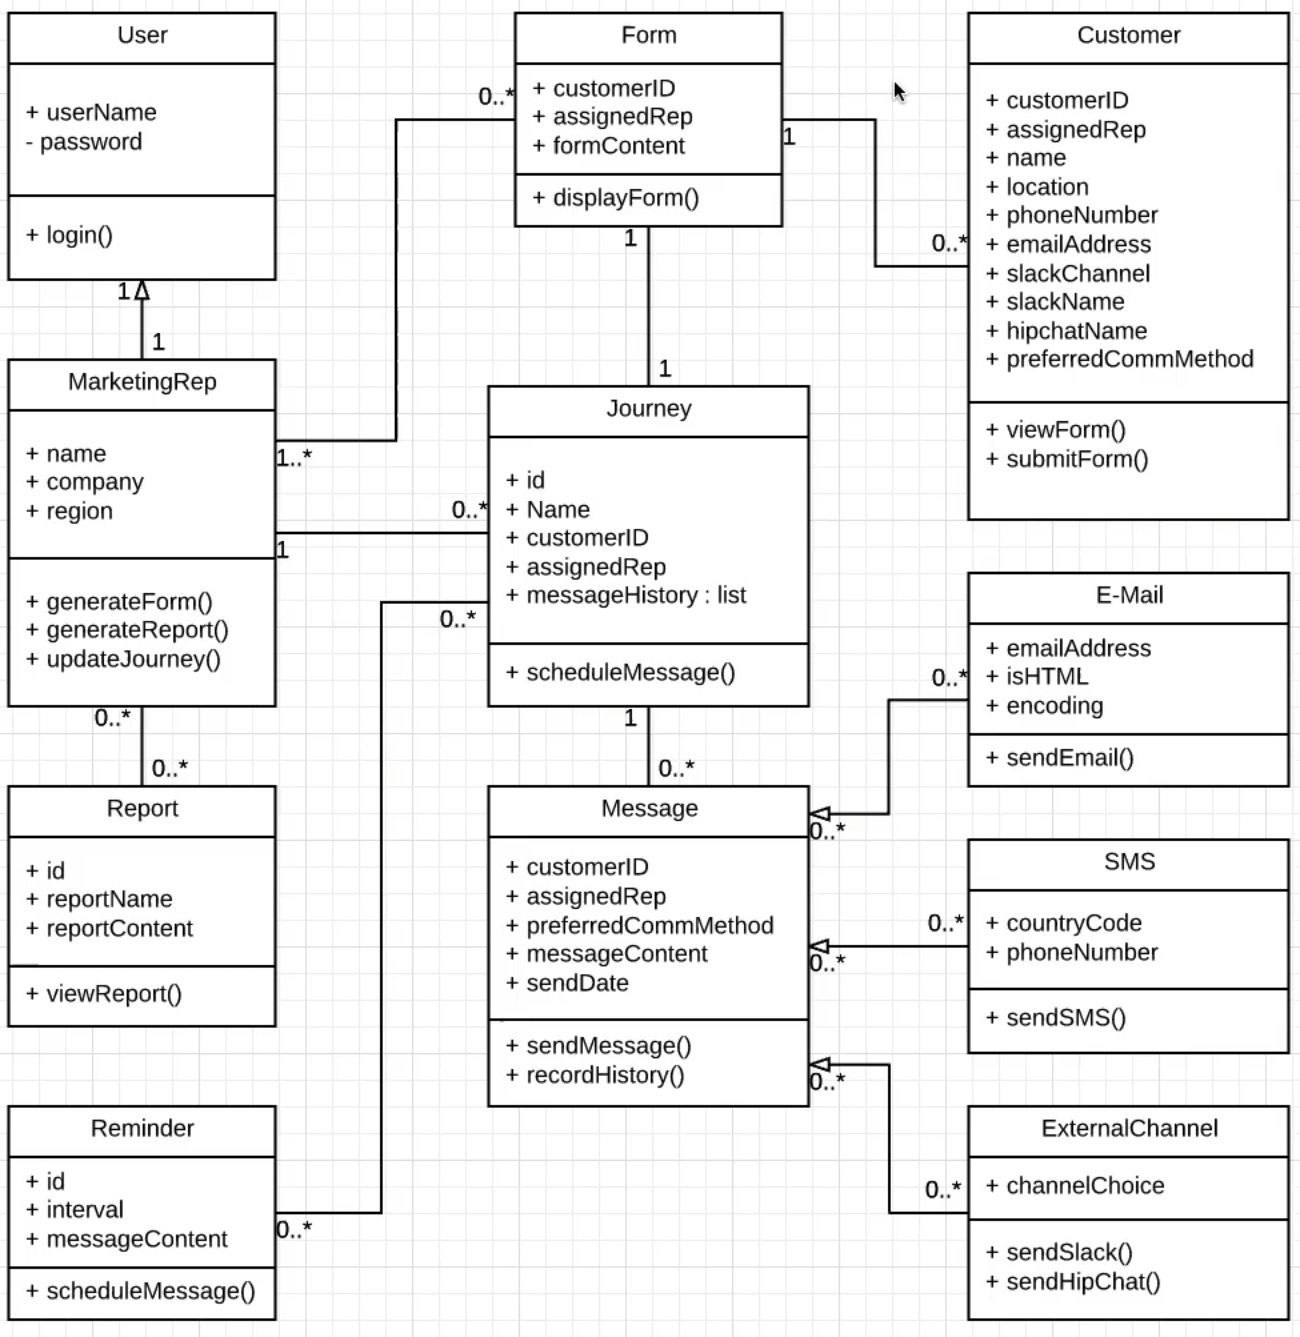 User
+ userName
- password
+ login()
1
1
MarketingRep
+ name
+ company
+ region
+ generateForm()
+ generateReport()
+ updateJourney()
1..*
1
0..*
0..*
Report
+ id
+ reportName
+ reportContent
+ viewReport()
Reminder
+ id
+ interval
+ messageContent
+ scheduleMessage()
0..*
0..*
Form
+ customerID
+ assignedRep
+ formContent
+ displayForm()
1
1
1
Journey
+ id
+ Name
+ customerID
+ assignedRep
+ messageHistory : list
+ scheduleMessage()
0..*
0..*
1
0..*
Message
+ customerID
+ assignedRep
+ preferredCommMethod
+ messageContent
+ sendDate
+ sendMessage()
+ recordHistory()
0..*
0..*
0..*
Customer
+ customerID
+ assignedRep
+ name
+ location
+ phoneNumber
+ emailAddress
+ slackChannel
+ slackName
+ hipchatName
+ preferredCommMethod
+ viewForm()
+ submitForm()
0..*
E-Mail
+ emailAddress
+ isHTML
+ encoding
+ sendEmail()
0..*
SMS
+ countryCode
+ phoneNumber
+ sendSMS()
0..*
ExternalChannel
+ channelChoice
+ sendSlack()
+ sendHipChat()
0..*